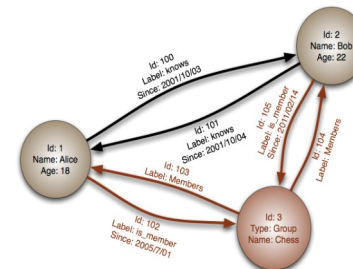 Id: 2
Name: Bob
Age: 22
Id: 100
Label: knows
Since: 2001/10/03
Id: 101
Label: knows
Since: 2001/10/04
Id: 105
Label: is_member
Since: 2011/02/14
Id: 104
Label: Members
Id: 1
Name: Alice
Age: 18
Id: 103
Label: Members
Id: 102
Label: is_member
Since: 2005/7/01
Id: 3
Type: Group
Name: Chess